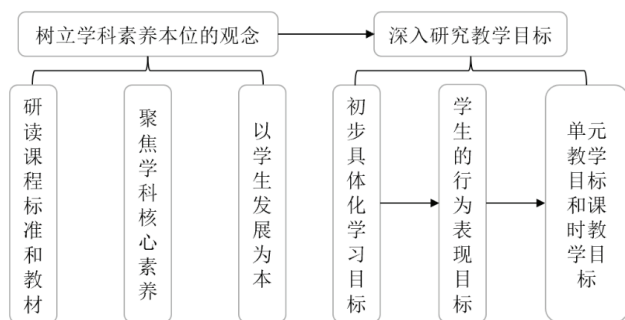 树立学科素养本位的观念
深入研究教学目标
研读课程标准和教材
聚焦学科核心素养
以学生发展为本
初步具体化学习目标
学生的行为表现目标
单元教学目标和课时教学目标